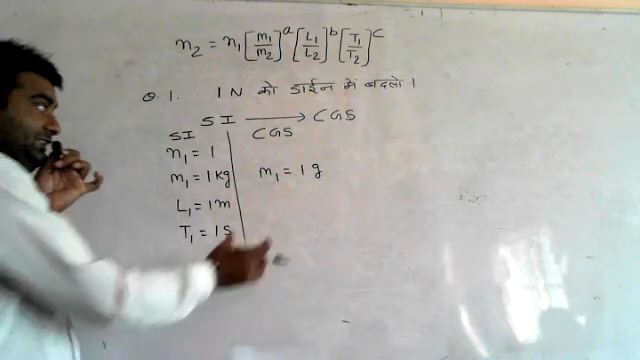 n₂ = n₁ [M₁/M₂]ᵃ [L₁/L₂]ᵇ [T₁/T₂]ᶜ
Q 1. 1 N को डाईन में बदलो ।
SI → CGS
SI CGS
n₁ = 1
m₁ = 1 kg m₁ = 1 g
L₁ = 1 m
T₁ = 1 s